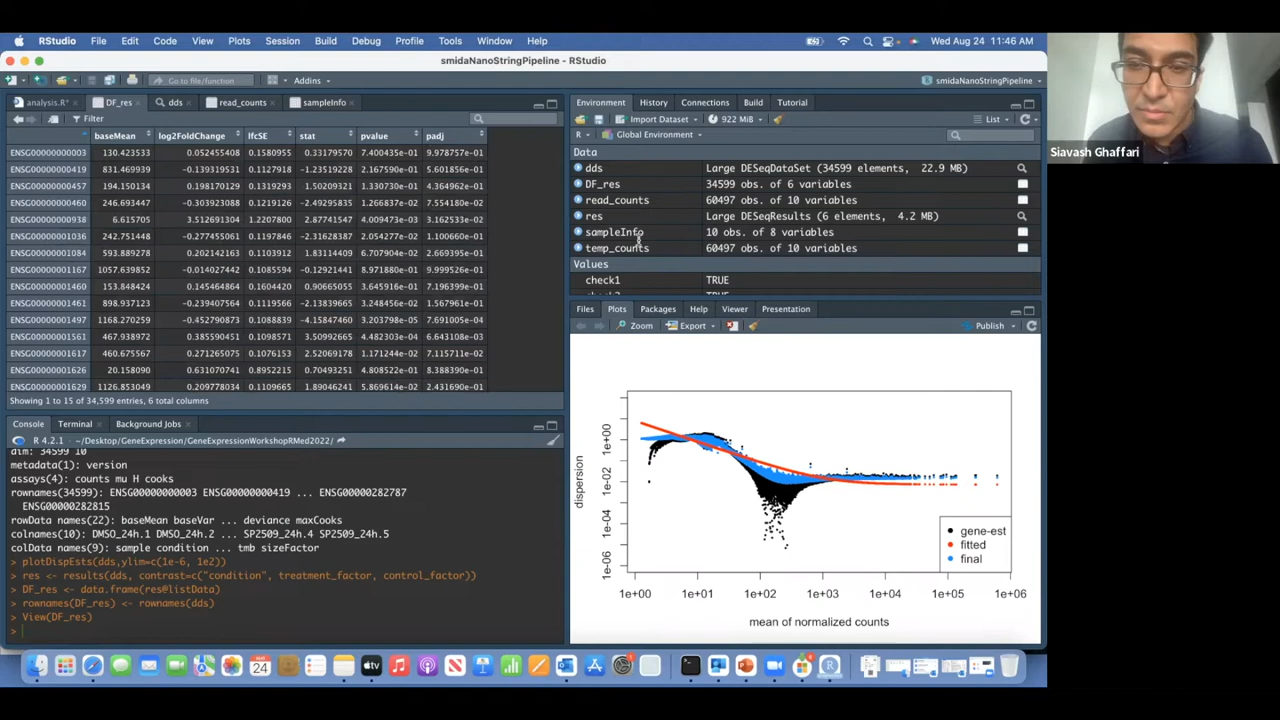 RStudio File Edit Code View Plots Session Build Debug Profile Tools Window Help Wed Aug 24 11:46 AM
smidaNanoStringPipeline - RStudio
Go to file/function Addins smidaNanoStringPipeline
analysis.R* DF_res dds read_counts sampleInfo
Filter
baseMean log2FoldChange lfcSE stat pvalue padj
ENSG00000000003 130.423533 0.052455408 0.1580955 0.33179570 7.400435e-01 9.978757e-01
ENSG00000000419 831.469939 -0.139319527 0.1127918 -1.23519228 2.167590e-01 5.601856e-01
ENSG00000000457 194.150134 0.198170129 0.1319293 1.50209321 1.330730e-01 4.364962e-01
ENSG00000000460 246.693447 -0.303923088 0.1219126 -2.49295835 1.266872e-02 7.554180e-02
ENSG00000000938 6.615705 3.512691304 1.2207800 2.87741547 4.009473e-03 3.162533e-02
ENSG00000001036 242.751448 -0.277254611 0.1197846 -2.31628387 2.054277e-02 1.100660e-01
ENSG00000001084 593.889278 0.202142163 0.1103924 1.83114409 6.707904e-02 2.669395e-01
ENSG00000001167 1057.639852 -0.014027442 0.1085594 -0.12921441 8.971880e-01 9.999526e-01
ENSG00000001460 153.848424 0.145464861 0.1604420 0.90665055 3.645916e-01 7.196399e-01
ENSG00000001461 898.937123 -0.239407564 0.1119566 -2.13839665 3.248456e-02 1.567961e-01
ENSG00000001497 1168.270259 -0.452790873 0.1088839 -4.15847460 3.203797e-05 7.691005e-04
ENSG00000001561 467.938972 0.385590451 0.1098571 3.50992665 4.482303e-04 6.643108e-03
ENSG00000001617 460.675567 0.271265075 0.1076153 2.52069178 1.171244e-02 7.115711e-02
ENSG00000001626 20.158090 0.631070741 0.8952219 0.70493251 4.808522e-01 8.388390e-01
ENSG00000001629 1126.853049 0.209778034 0.1109665 1.89046241 5.869614e-02 2.431690e-01
Showing 1 to 15 of 34,599 entries, 6 total columns
Console Terminal Background Jobs
R 4.2.1 · ~/Desktop/GeneExpression/GeneExpressionWorkshopRMed2022/
dim: 34599 10
metadata(1): version
assays(4): counts mu H cooks
rownames(34599): ENSG00000000003 ENSG00000000419 ... ENSG00000282787
ENSG00000282815
rowData names(22): baseMean baseVar ... deviance maxCooks
colnames(10): DMSO_24h.1 DMSO_24h.2 ... SP2509_24h.4 SP2509_24h.5
colData names(9): sample condition ... tmb sizeFactor
> plotDispEsts(dds,ylim=c(1e-6, 1e2))
> res <- results(dds, contrast=c("condition", treatment_factor, control_factor))
> DF_res <- data.frame(res@listData)
> rownames(DF_res) <- rownames(dds)
> View(DF_res)
>
Environment History Connections Build Tutorial
Import Dataset 922 MiB List
R Global Environment
Data
dds Large DESeqDataSet (34599 elements, 22.9 MB)
DF_res 34599 obs. of 6 variables
read_counts 60497 obs. of 10 variables
res Large DESeqResults (6 elements, 4.2 MB)
sampleInfo 10 obs. of 8 variables
temp_counts 60497 obs. of 10 variables
Values
check1 TRUE
Files Plots Packages Help Viewer Presentation
Zoom Export Publish
dispersion
1e+00
1e-02
1e-04
1e-06
gene-est
fitted
final
1e+00 1e+01 1e+02 1e+03 1e+04 1e+05 1e+06
mean of normalized counts
Siavash Ghaffari